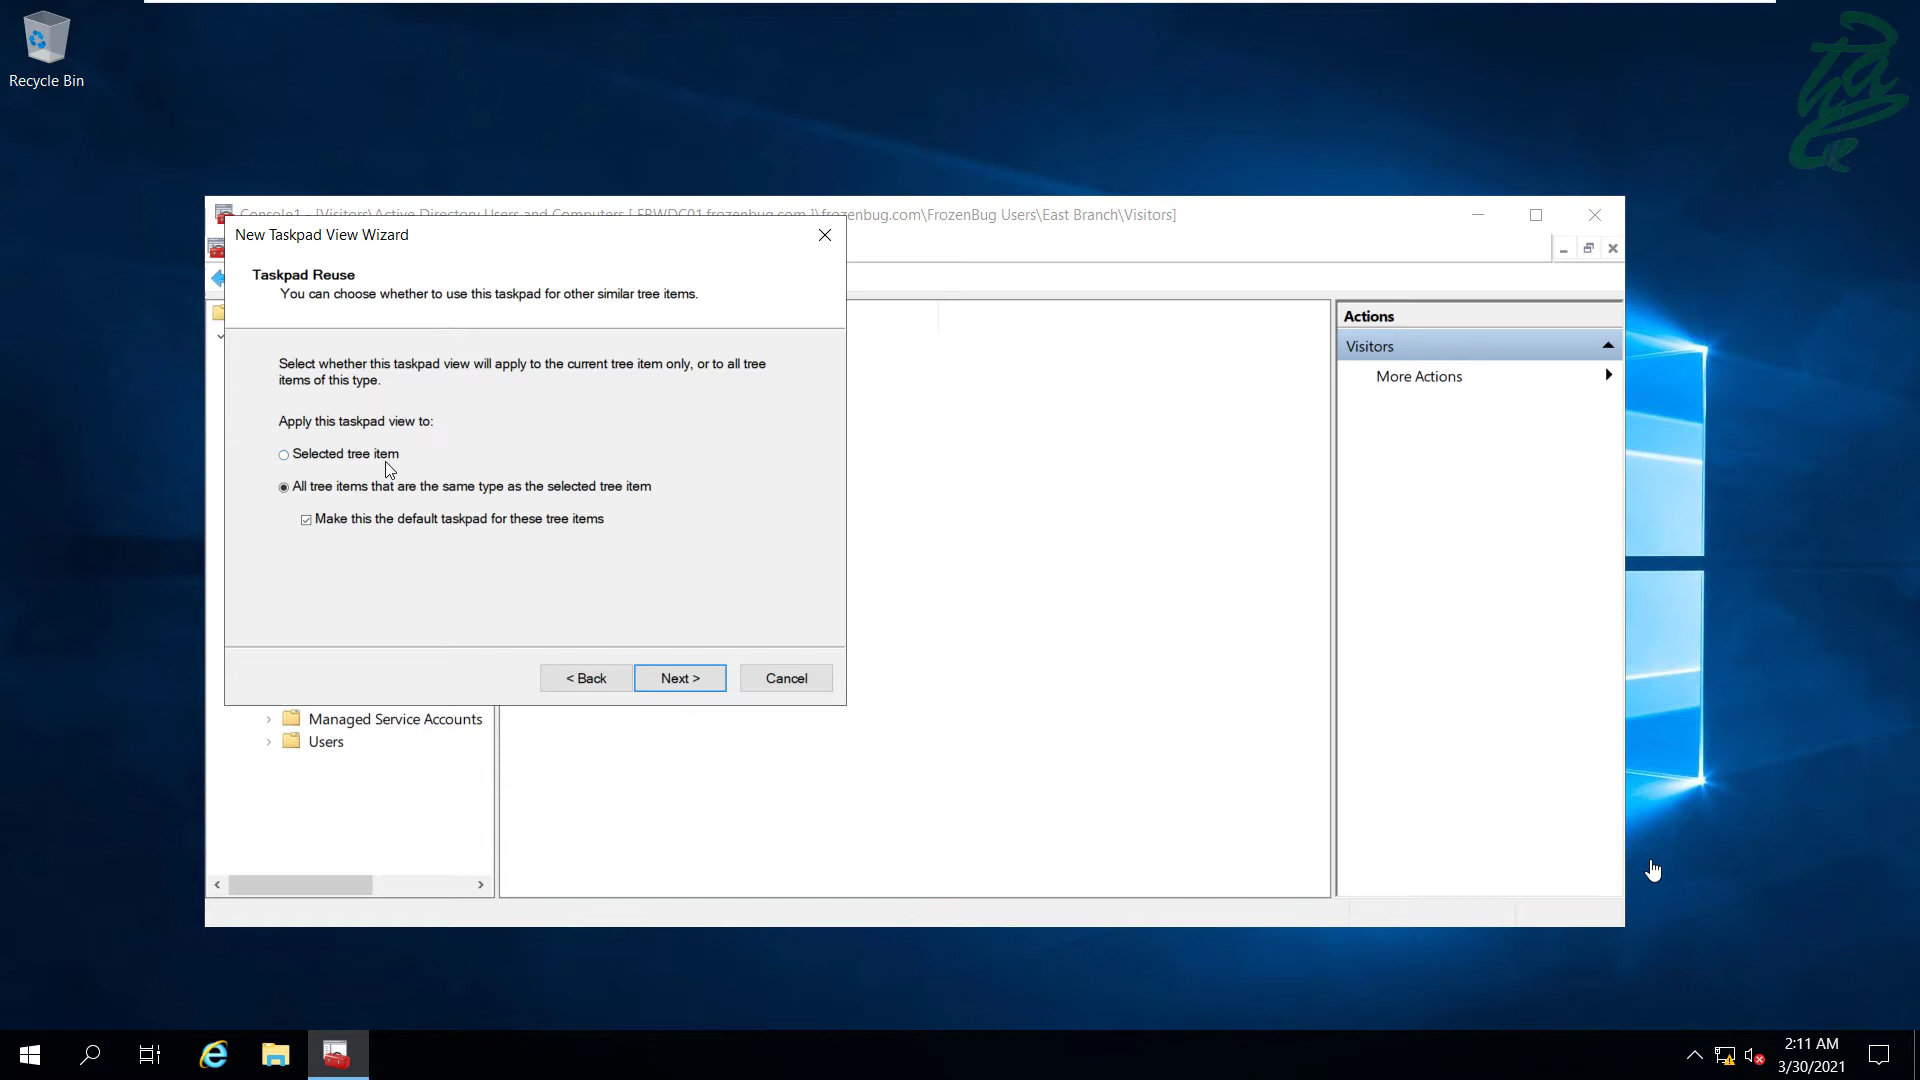 Recycle Bin
Console1 - [Visitors\Active Directory Users and Computers [ FBWDC01.frozenbug.com ]\frozenbug.com\FrozenBug Users\East Branch\Visitors]
New Taskpad View Wizard
Taskpad Reuse
You can choose whether to use this taskpad for other similar tree items.
Select whether this taskpad view will apply to the current tree item only, or to all tree
items of this type.
Apply this taskpad view to:
Selected tree item
All tree items that are the same type as the selected tree item
Make this the default taskpad for these tree items
< Back
Next >
Cancel
Actions
Visitors
More Actions
Managed Service Accounts
Users
2:11 AM
3/30/2021